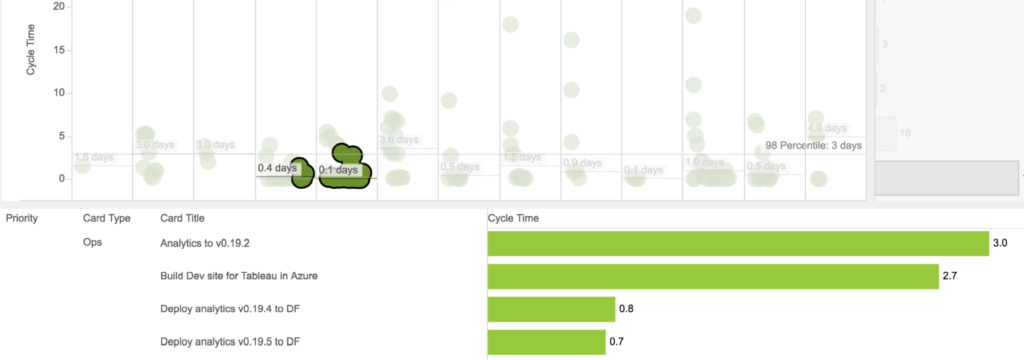 20
15
10
5
0
Cycle Time
1.5 days
3.0 days
3.0 days
0.4 days
0.1 days
3.6 days
0.5 days
1.5 days
0.9 days
0.1 days
1.0 days
0.5 days
4.9 days
98 Percentile: 3 days
3
2
18
Priority Card Type Card Title Cycle Time
Ops Analytics to v0.19.2 3.0
Build Dev site for Tableau in Azure 2.7
Deploy analytics v0.19.4 to DF 0.8
Deploy analytics v0.19.5 to DF 0.7